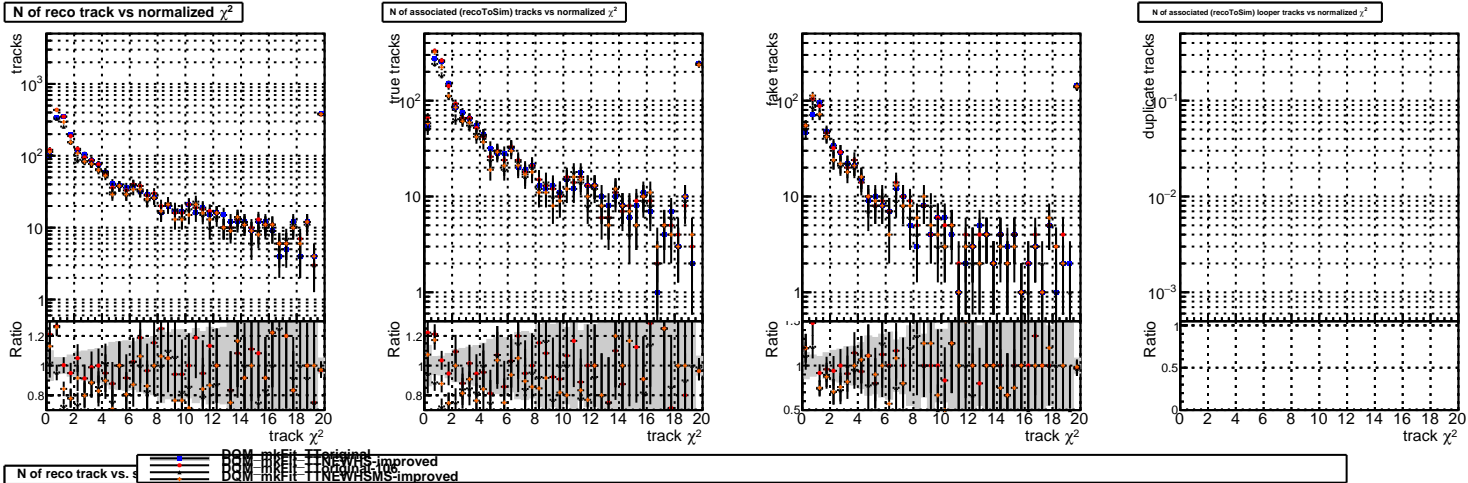 N of reco track vs normalized χ²
N of associated (recoToSim) tracks vs normalized χ²
N of associated (recoToSim) looper tracks vs normalized χ²
tracks
10³
10²
10
1
Ratio
1.2
1
0.8
0 2 4 6 8 10 12 14 16 18 20
track χ²
true tracks
10²
10
1
Ratio
1.2
1
0.8
0 2 4 6 8 10 12 14 16 18 20
track χ²
fake tracks
10²
10
1
Ratio
1.5
1
0.5
0 2 4 6 8 10 12 14 16 18 20
track χ²
duplicate tracks
10⁻¹
10⁻²
10⁻³
Ratio
1
0.5
0
0 2 4 6 8 10 12 14 16 18 20
track χ²
N of reco track vs.
DQM_mkFit_TToriginal
DQM_mkFit_TTNEWHS-improved
DQM_mkFit_TToriginal-106
DQM_mkFit_TTNEWHSMS-improved